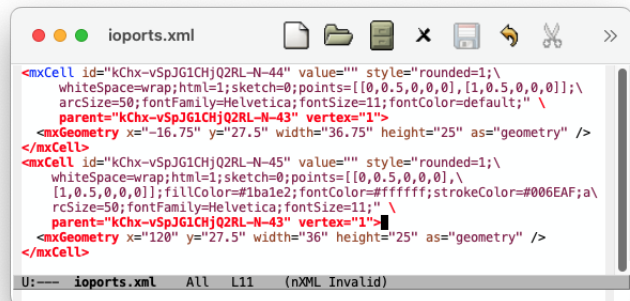 ioports.xml
<mxCell id="kChx-vSpJG1CHjQ2RL-N-44" value="" style="rounded=1;\
whiteSpace=wrap;html=1;sketch=0;points=[[0,0.5,0,0,0],[1,0.5,0,0,0]];\
arcSize=50;fontFamily=Helvetica;fontSize=11;fontColor=default;" \
parent="kChx-vSpJG1CHjQ2RL-N-43" vertex="1">
<mxGeometry x="-16.75" y="27.5" width="36.75" height="25" as="geometry" />
</mxCell>
<mxCell id="kChx-vSpJG1CHjQ2RL-N-45" value="" style="rounded=1;\
whiteSpace=wrap;html=1;sketch=0;points=[[0,0.5,0,0,0],\
[1,0.5,0,0,0]];fillColor=#1ba1e2;fontColor=#ffffff;strokeColor=#006EAF;a\
rcSize=50;fontFamily=Helvetica;fontSize=11;" \
parent="kChx-vSpJG1CHjQ2RL-N-43" vertex="1">
<mxGeometry x="120" y="27.5" width="36" height="25" as="geometry" />
</mxCell>
U:--- ioports.xml All L11 (nXML Invalid)